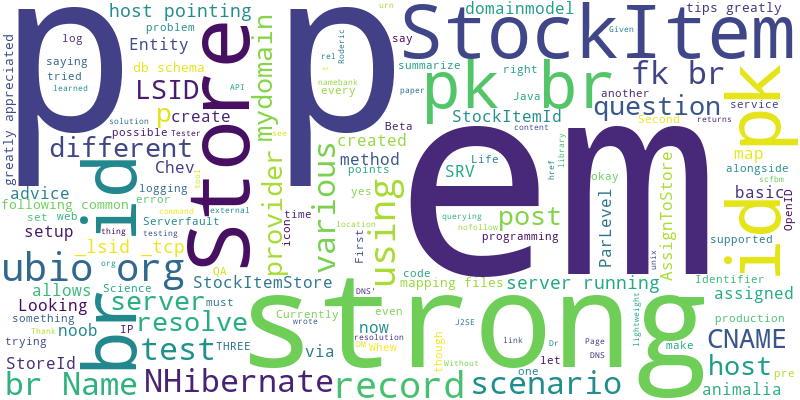 host pointing
p
p
store
StockItem
domainmodel
tips greatly
log
problem
urn
Given
rel
Roderic
t
say
saying
Entity
tried
db schema
learned
API
namebank
summarize
right
another
Java
paper
pk br
fk br
pk
LSID
p
create
mydomain
every
question
service
Second
returns
solution
Tester
see
StockItemId
content
map
greatly appreciated
different
possible
Beta
created
method
Chev
em
advice
id
logging
tool
provider
various
points
SRV
Life
okay
href
library
basic
alongside
scfbm
following common
error
command
yes
using
post
programming
ParLevel
AssignToStore
id
OpenID
set
web
external
Serverfault
time
icon
location
First
querying
nofollow
unix
supported
setup
thing
testing
_lsid _tcp
ubio org
org
QA
StockItemStore
DNS'
code
mapping files
server running
Identifier
assigned
allows
Science
must
strong
lightweight
production
Looking
br
server
Currently
even
now
J2SE
Dr
Page
DNS
make
CNAME
something
noob
IP
resolve
wrote
resolution
OK
link
trying
Thank
test
THREE
via
Whew
though
Without
one
let
host
StoreId
br Name
NHibernate
record
scenario
animalia
pre